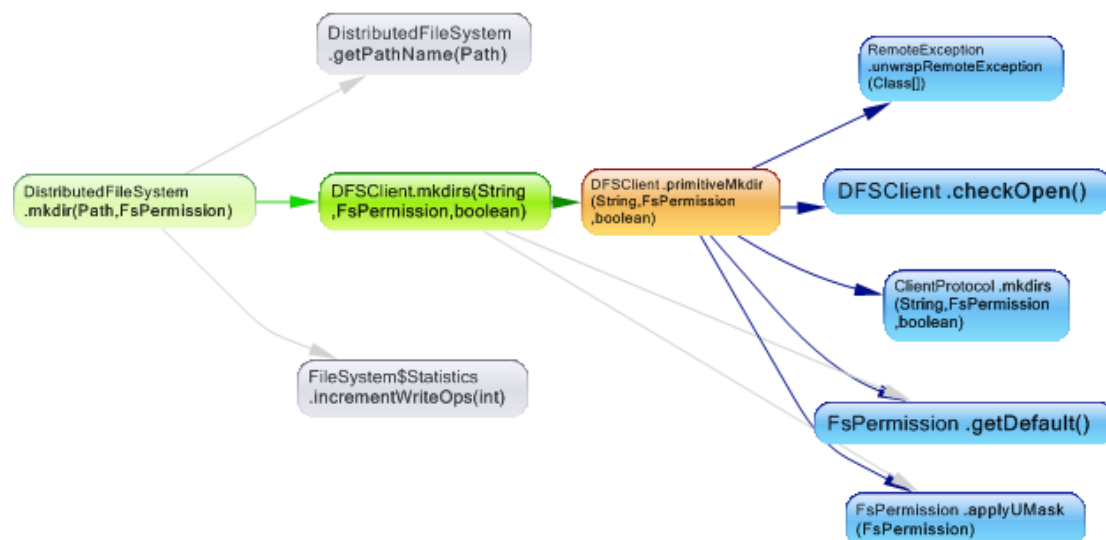 DistributedFileSystem
.getPathName(Path)
RemoteException
.unwrapRemoteException
(Class[])
DistributedFileSystem
.mkdir(Path,FsPermission)
DFSClient.mkdirs(String
,FsPermission,boolean)
DFSClient .primitiveMkdir
(String,FsPermission
,boolean)
DFSClient .checkOpen()
ClientProtocol .mkdirs
(String,FsPermission
,boolean)
FileSystem$Statistics
.incrementWriteOps(int)
FsPermission .getDefault()
FsPermission .applyUMask
(FsPermission)